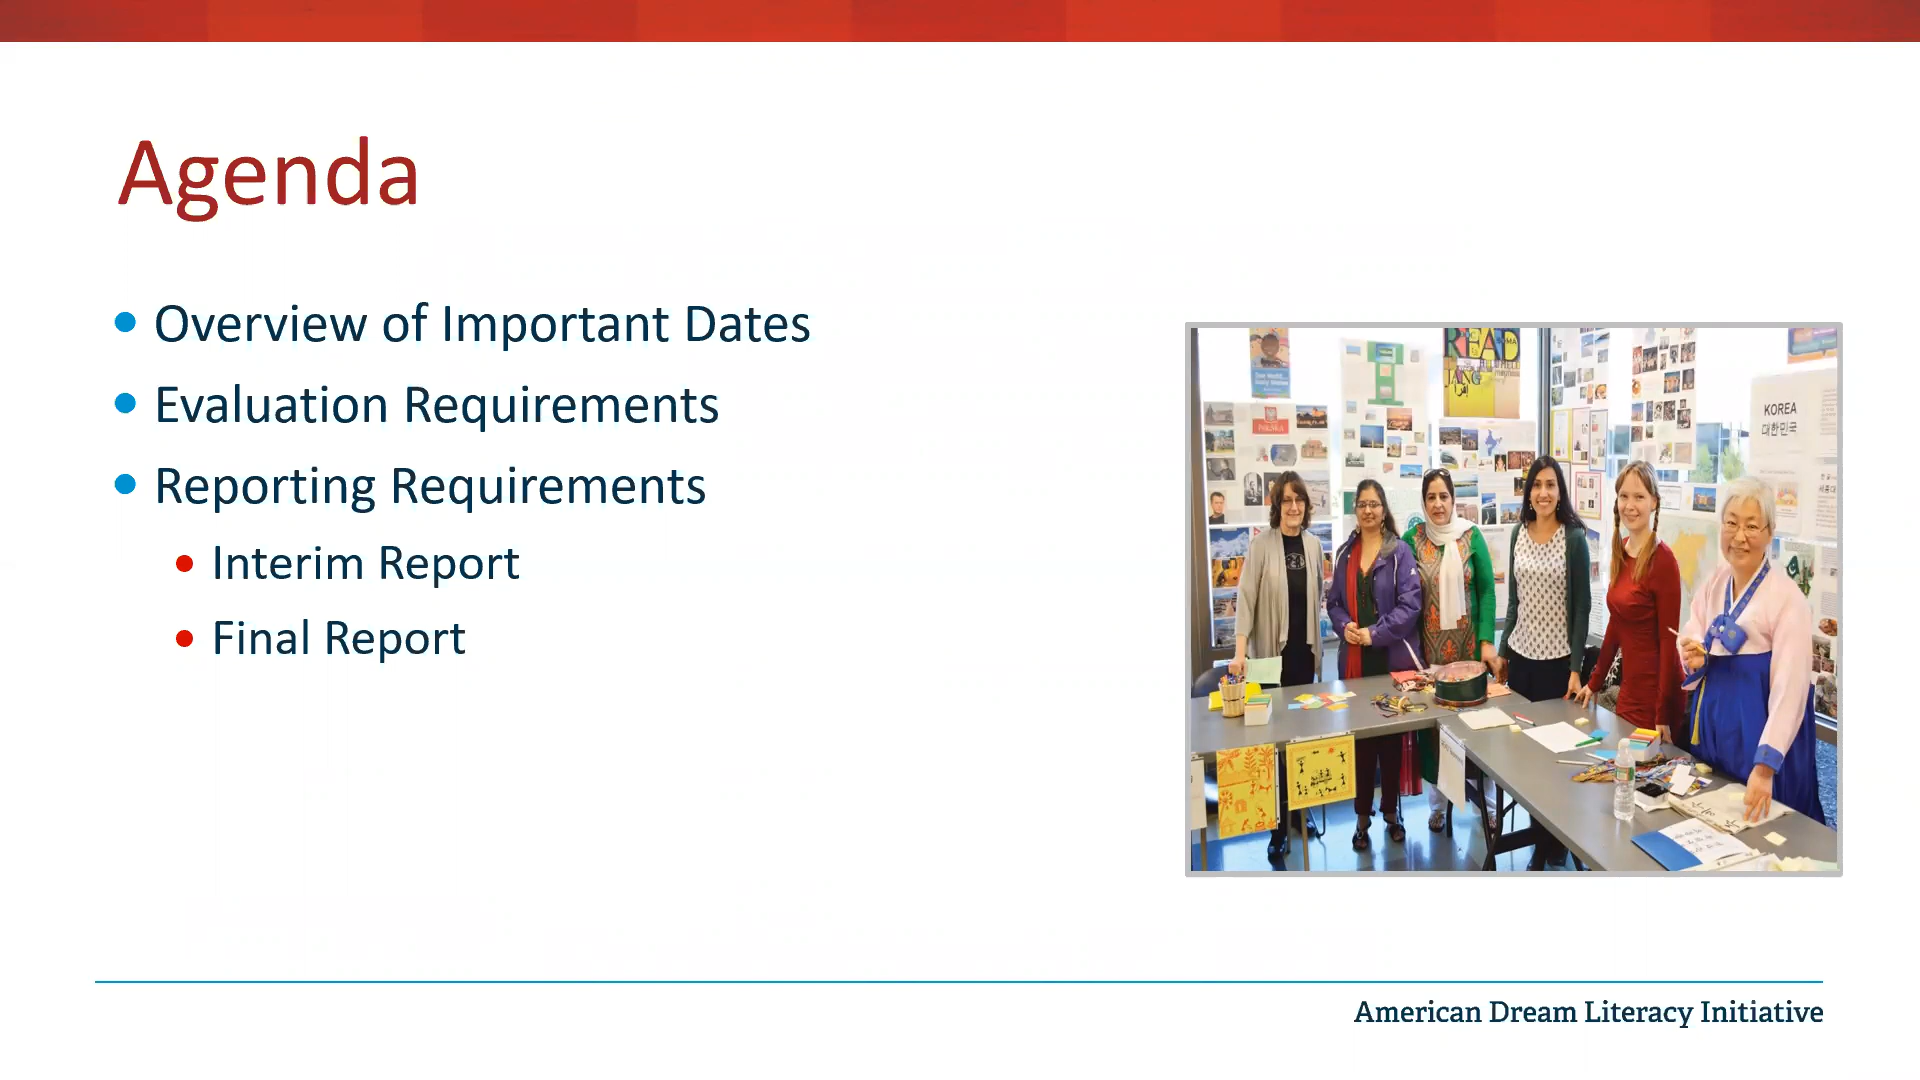 Agenda
Overview of Important Dates
Evaluation Requirements
Reporting Requirements
Interim Report
Final Report
READ
JANG
KOREA
대한민국
American Dream Literacy Initiative